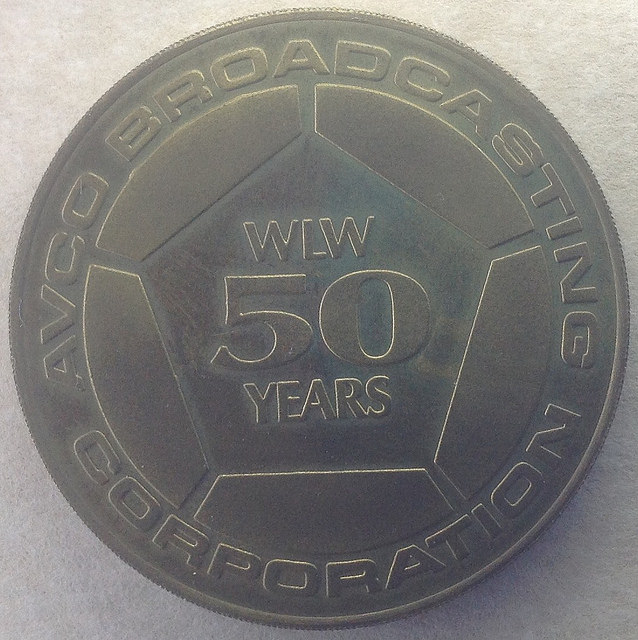 AVCO BROADCASTING
CORPORATION
WLW
50
YEARS